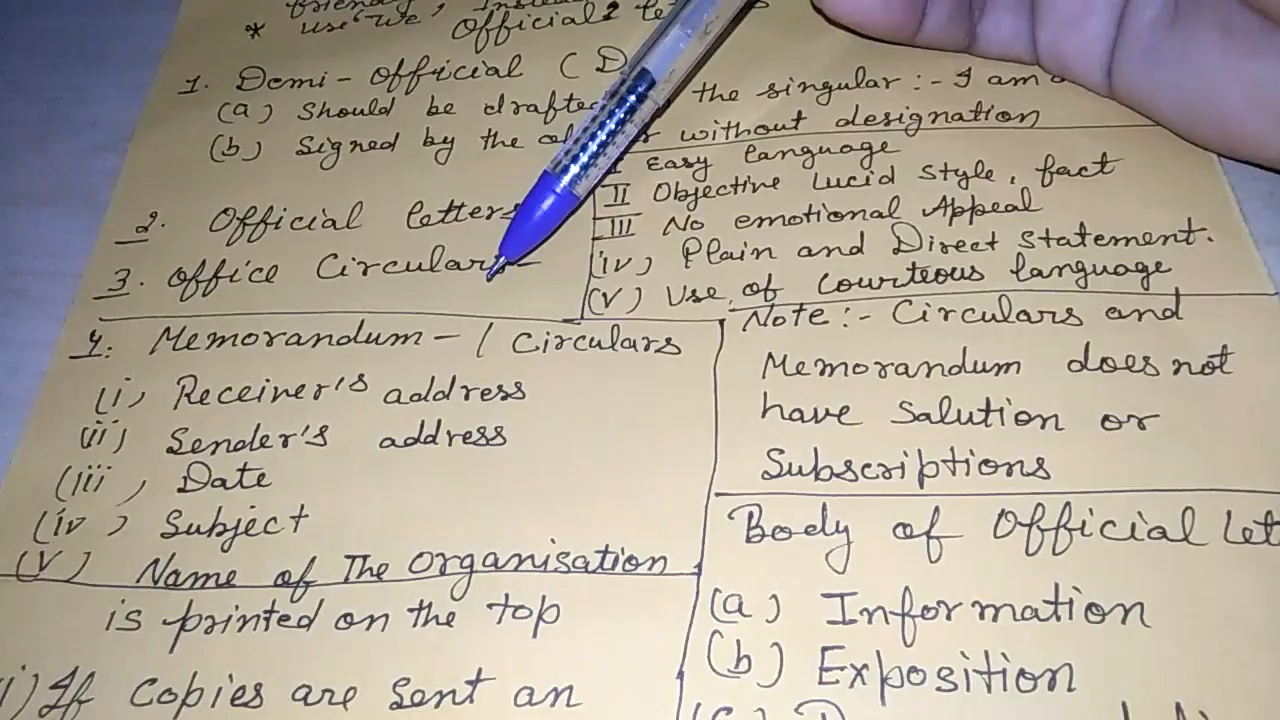 * use we, Official
1. Demi-official (D
(a) Should be drafte the singular :- I am
(b) Signed by the without designation
Easy language
II Objective Lucid Style, fact
III No emotional Appeal
(iv) Plain and Direct Statement.
(V) Use of Courteous language
2. Official letters
3. Office Circulars-
4. Memorandum - / Circulars
(i) Receiver's address
(ii) Sender's address
(iii) Date
(iv) Subject
(V) Name of The Organisation
is printed on the top
i) If Copies are Sent an
Note :- Circulars and
Memorandum does not
have Salution or
Subscriptions
Body of Official Let
(a) Information
(b) Exposition